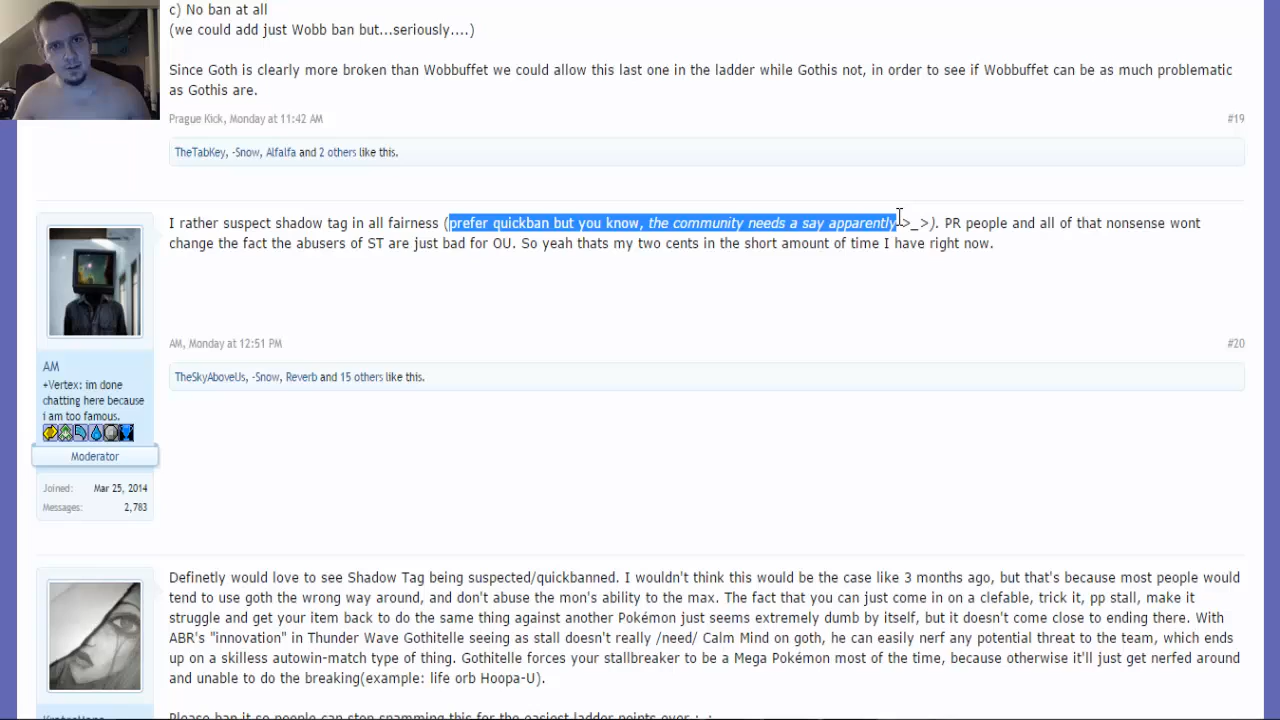 c) No ban at all
(we could add just Wobb ban but...seriously....)
Since Goth is clearly more broken than Wobbuffet we could allow this last one in the ladder while Gothis not, in order to see if Wobbuffet can be as much problematic
as Gothis are.
Prague Kick, Monday at 11:42 AM
#19
TheTabKey, -Snow, Alfalfa and 2 others like this.
I rather suspect shadow tag in all fairness (prefer quickban but you know, the community needs a say apparently >_>). PR people and all of that nonsense wont
change the fact the abusers of ST are just bad for OU. So yeah thats my two cents in the short amount of time I have right now.
AM, Monday at 12:51 PM
#20
TheSkyAboveUs, -Snow, Reverb and 15 others like this.
AM
+Vertex: im done
chatting here because
i am too famous.
Moderator
Joined: Mar 25, 2014
Messages: 2,783
Definetly would love to see Shadow Tag being suspected/quickbanned. I wouldn't think this would be the case like 3 months ago, but that's because most people would
tend to use goth the wrong way around, and don't abuse the mon's ability to the max. The fact that you can just come in on a clefable, trick it, pp stall, make it
struggle and get your item back to do the same thing against another Pokémon just seems extremely dumb by itself, but it doesn't come close to ending there. With
ABR's "innovation" in Thunder Wave Gothitelle seeing as stall doesn't really /need/ Calm Mind on goth, he can easily nerf any potential threat to the team, which ends
up on a skilless autowin-match type of thing. Gothitelle forces your stallbreaker to be a Mega Pokémon most of the time, because otherwise it'll just get nerfed around
and unable to do the breaking(example: life orb Hoopa-U).
Please ban it so people can stop spamming this for the easiest ladder points ever